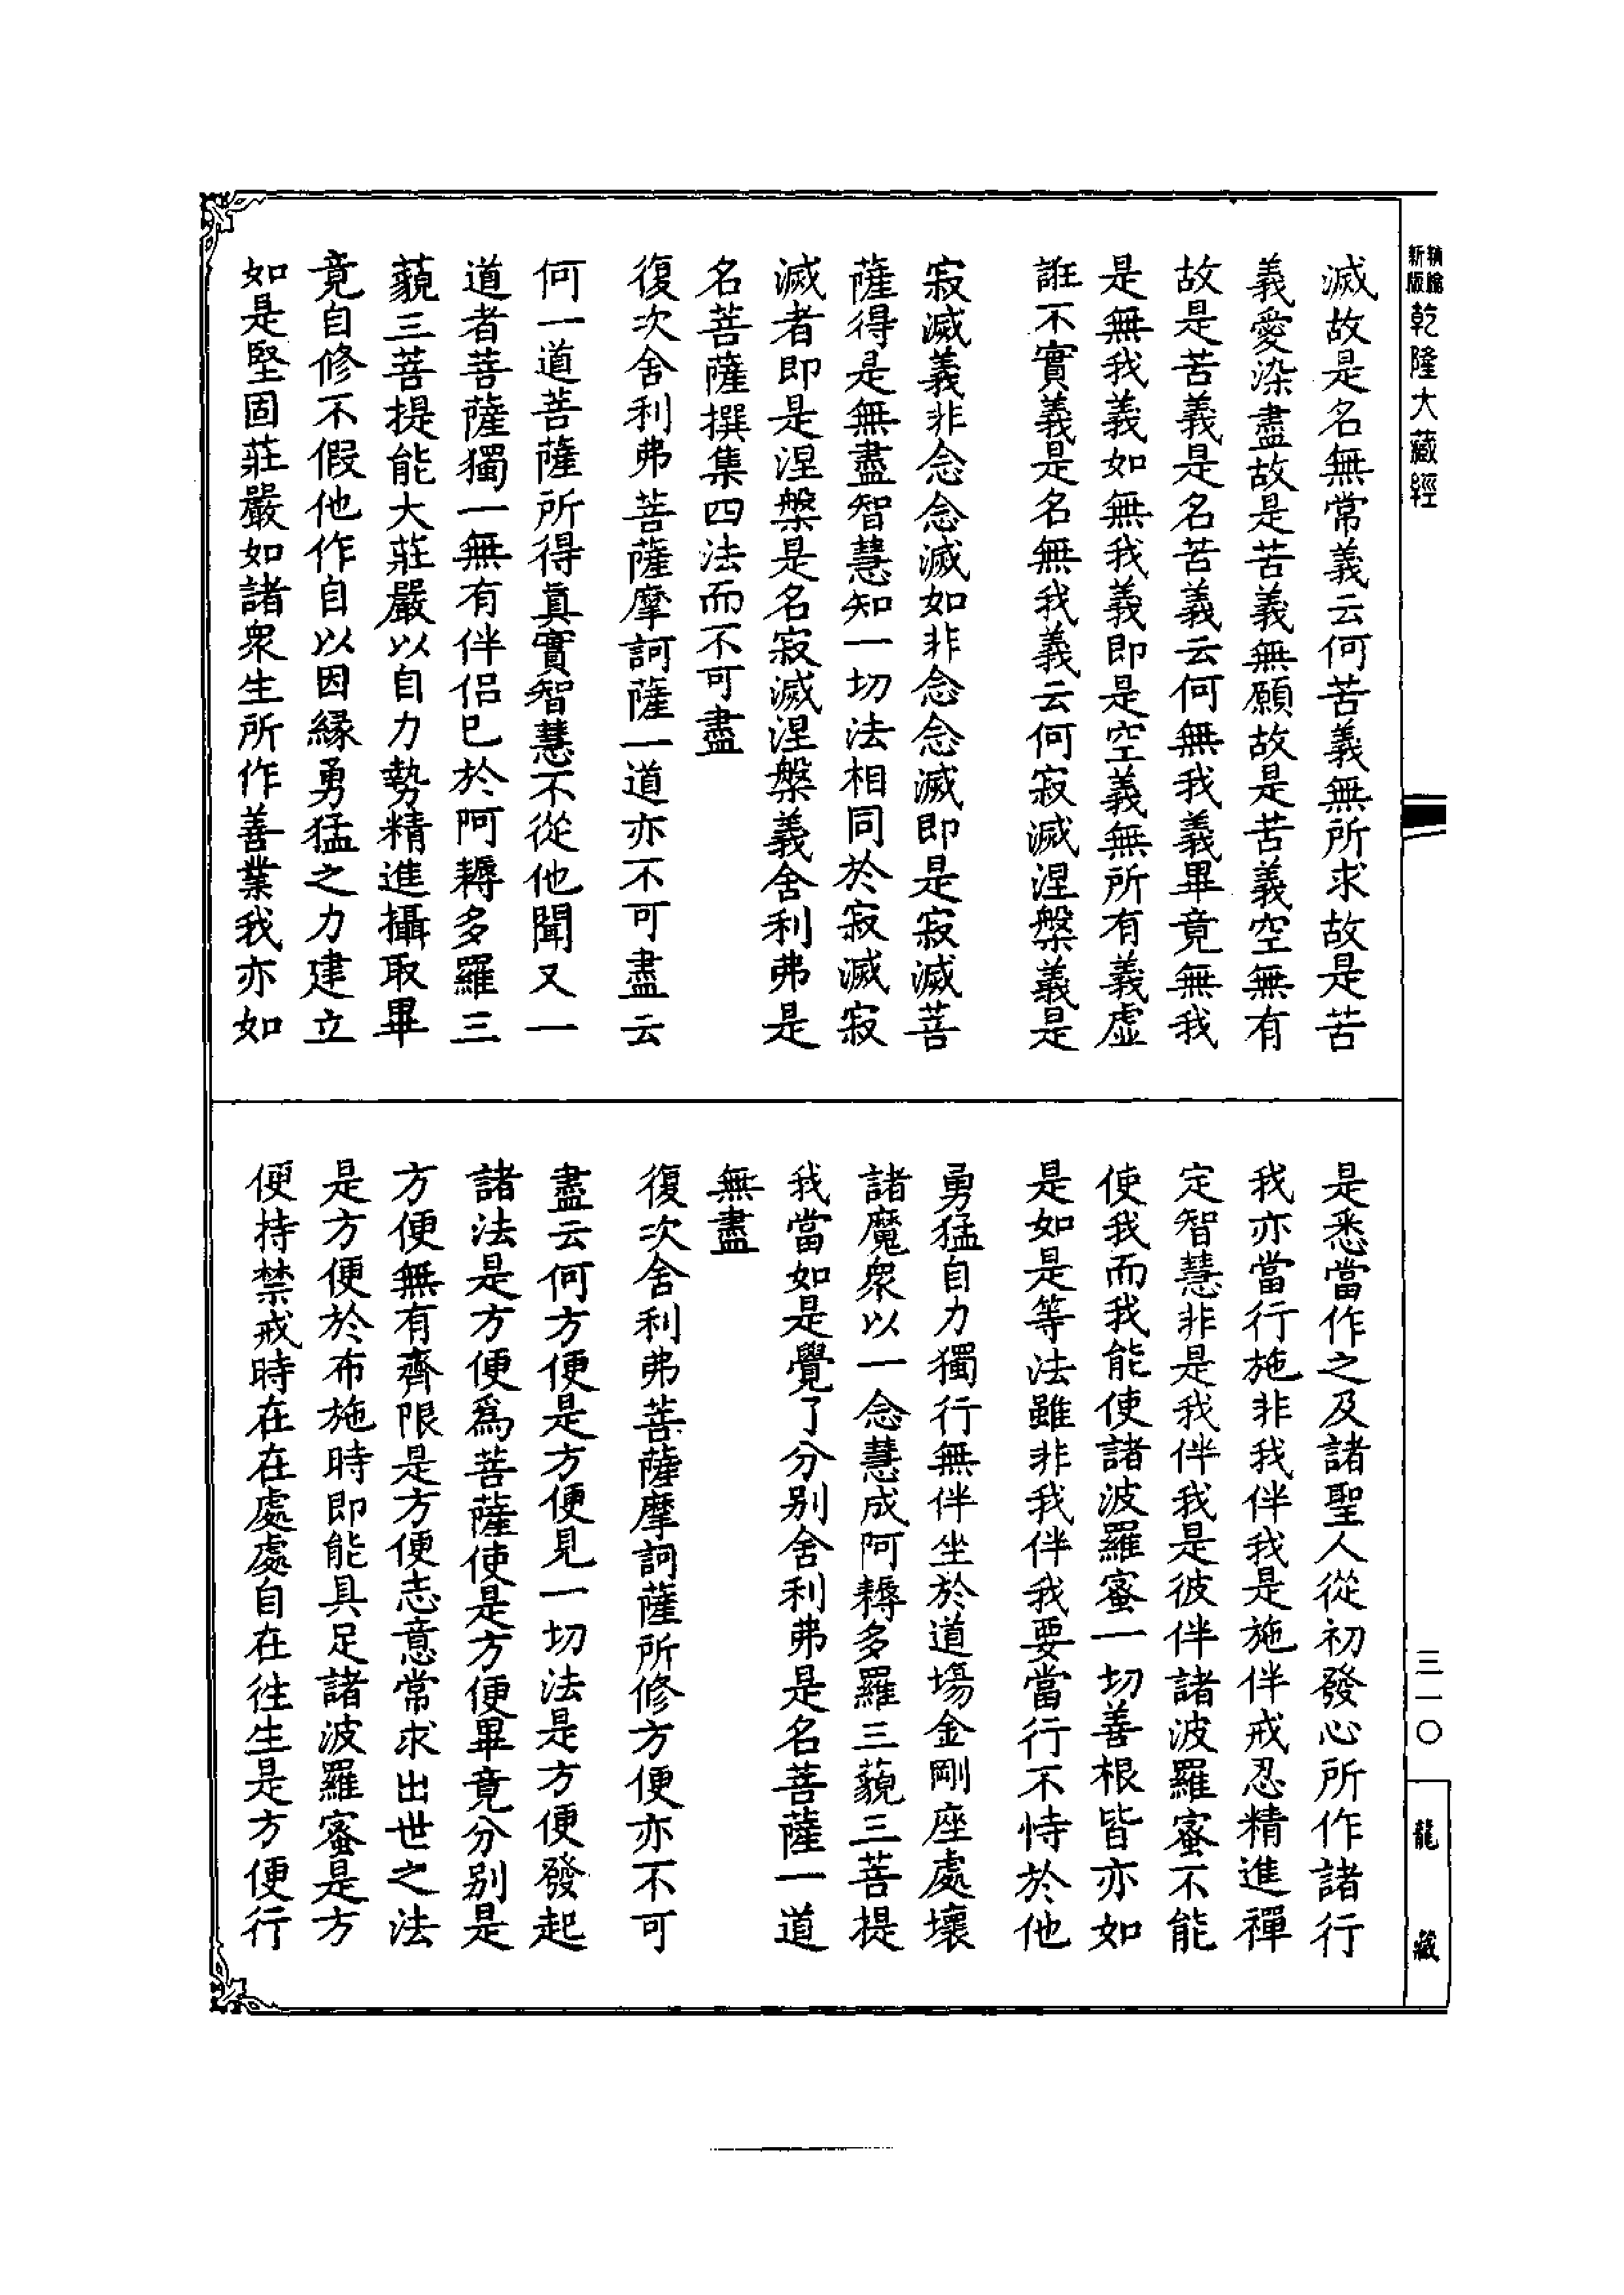 新版
乾隆大藏經
滅故是名無常義云何苦義無所求故是苦
義愛染盡故是苦義無願故是苦義空無有
故是苦義是名苦義云何無我義畢竟無我
是無我義如無我義即是空義無所有義虛
誑不實義是名無我義云何寂滅涅槃義是
寂滅義非念念滅如非念念滅即是寂滅菩
薩得是無盡智慧知一切法相同於寂滅寂
滅者即是涅槃是名寂滅涅槃義舍利弗是
名菩薩撰集四法而不可盡
復次舍利弗菩薩摩訶薩一道亦不可盡云
何一道菩薩所得真實智慧不從他聞又一
道者菩薩獨一無有伴侶已於阿耨多羅三
藐三菩提能大莊嚴以自力勢精進攝取畢
竟自修不假他作自以因緣勇猛之力建立
如是堅固莊嚴如諸衆生所作善業我亦如
是悉當作之及諸聖人從初發心所作諸行
我亦當行施非我伴我是施伴戒忍精進禪
定智慧非是我伴我是彼伴諸波羅蜜不能
使我而我能使諸波羅蜜一切善根皆亦如
是如是等法雖非我伴我要當行不恃於他
勇猛自力獨行無伴坐於道場金剛座處壞
諸魔衆以一念慧成阿耨多羅三藐三菩提
我當如是覺了分别舍利弗是名菩薩一道
無盡
復次舍利弗菩薩摩訶薩所修方便亦不可
盡云何方便是方便見一切法是方便發起
諸法是方便爲菩薩使是方便畢竟分别是
方便無有齊限是方便志意常求出世之法
是方便於布施時即能具足諸波羅蜜是方
便持禁戒時在在處處自在往生是方便行
三一〇
龍藏